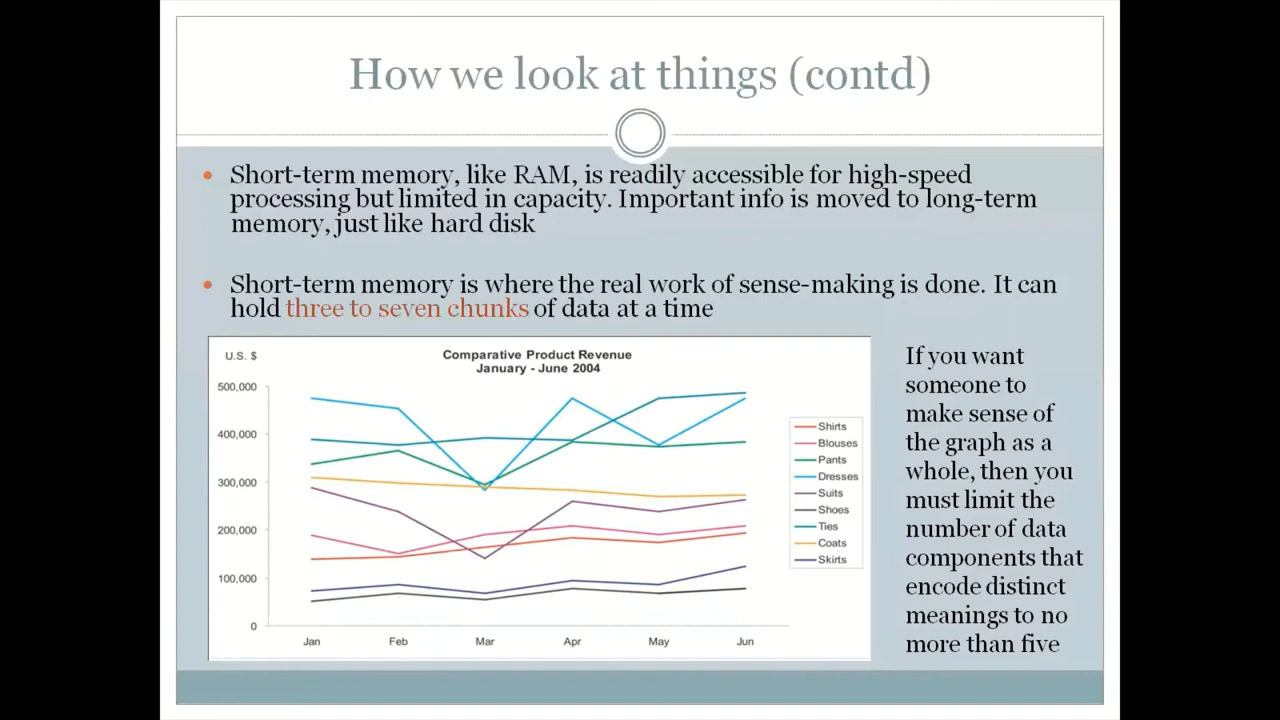 How we look at things (contd)
Short-term memory, like RAM, is readily accessible for high-speed
processing but limited in capacity. Important info is moved to long-term
memory, just like hard disk
Short-term memory is where the real work of sense-making is done. It can
hold three to seven chunks of data at a time
U.S. $
Comparative Product Revenue
January - June 2004
500,000
400,000
300,000
200,000
100,000
0
Jan Feb Mar Apr May Jun
Shirts
Blouses
Pants
Dresses
Suits
Shoes
Ties
Coats
Skirts
If you want
someone to
make sense of
the graph as a
whole, then you
must limit the
number of data
components that
encode distinct
meanings to no
more than five